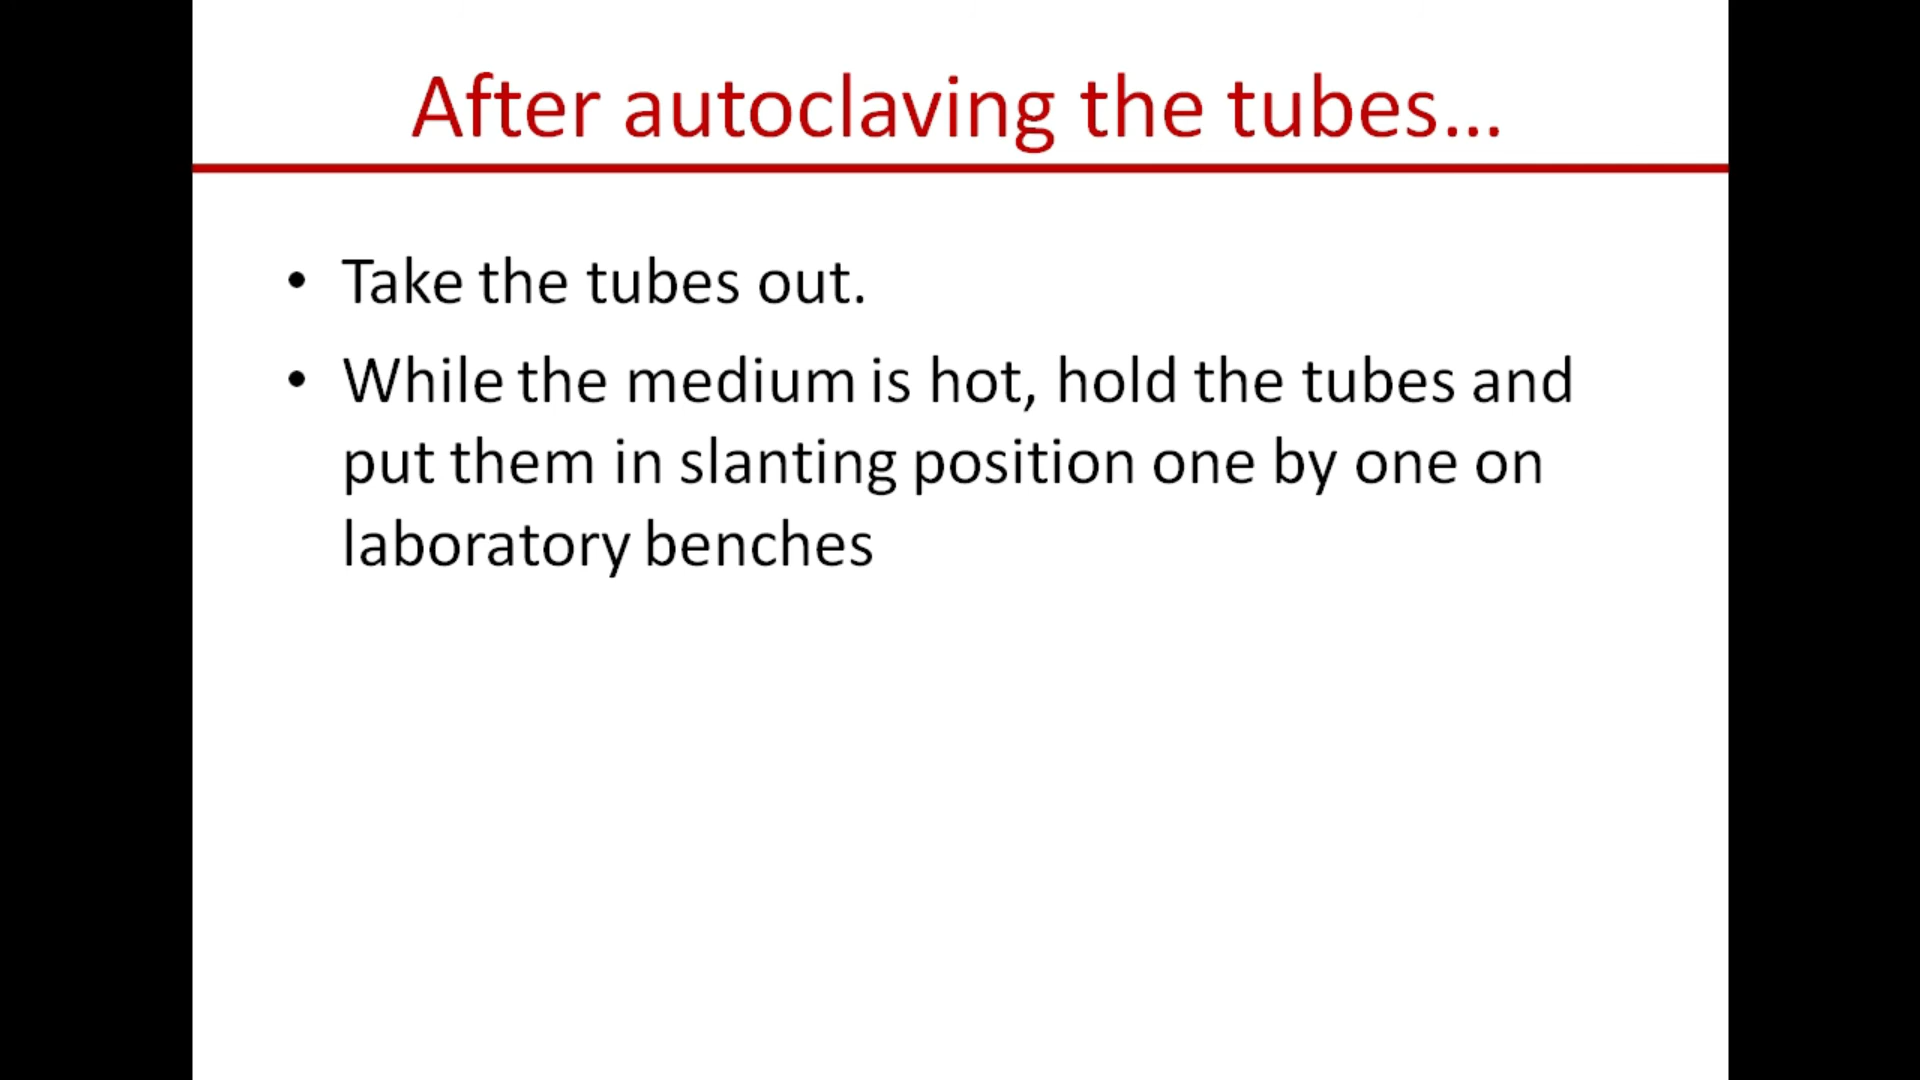 After autoclaving the tubes...
• Take the tubes out.
• While the medium is hot, hold the tubes and
put them in slanting position one by one on
laboratory benches